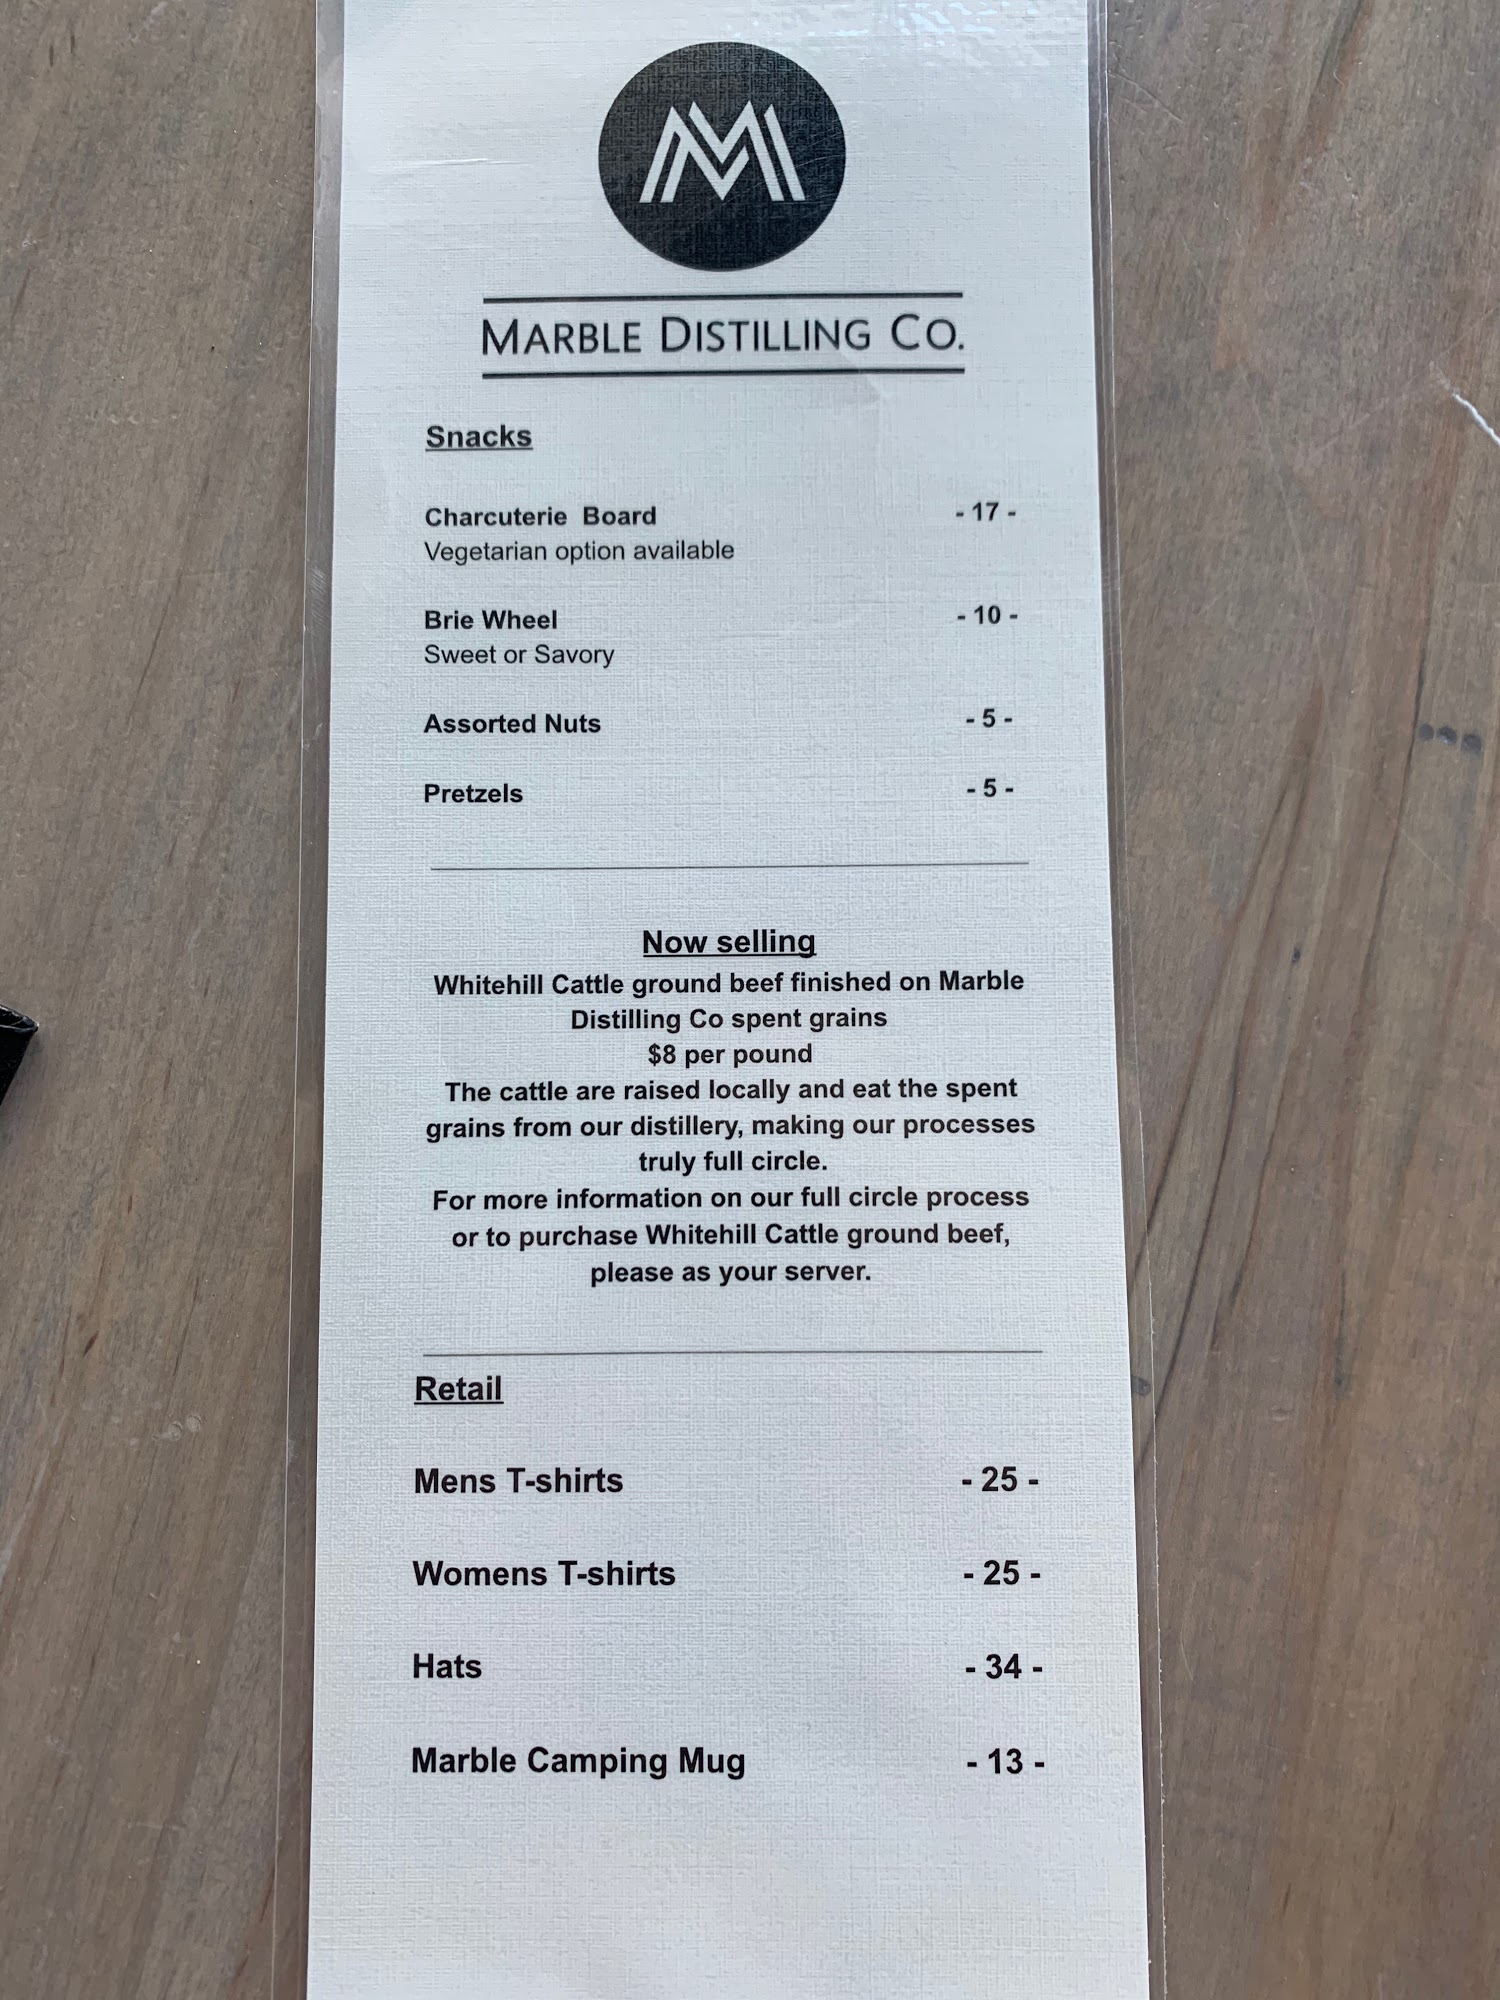 M
MARBLE DISTILLING CO.
Snacks
Charcuterie Board - 17 -
Vegetarian option available
Brie Wheel - 10 -
Sweet or Savory
Assorted Nuts - 5 -
Pretzels - 5 -
Now selling
Whitehill Cattle ground beef finished on Marble
Distilling Co spent grains
$8 per pound
The cattle are raised locally and eat the spent
grains from our distillery, making our processes
truly full circle.
For more information on our full circle process
or to purchase Whitehill Cattle ground beef,
please as your server.
Retail
Mens T-shirts - 25 -
Womens T-shirts - 25 -
Hats - 34 -
Marble Camping Mug - 13 -